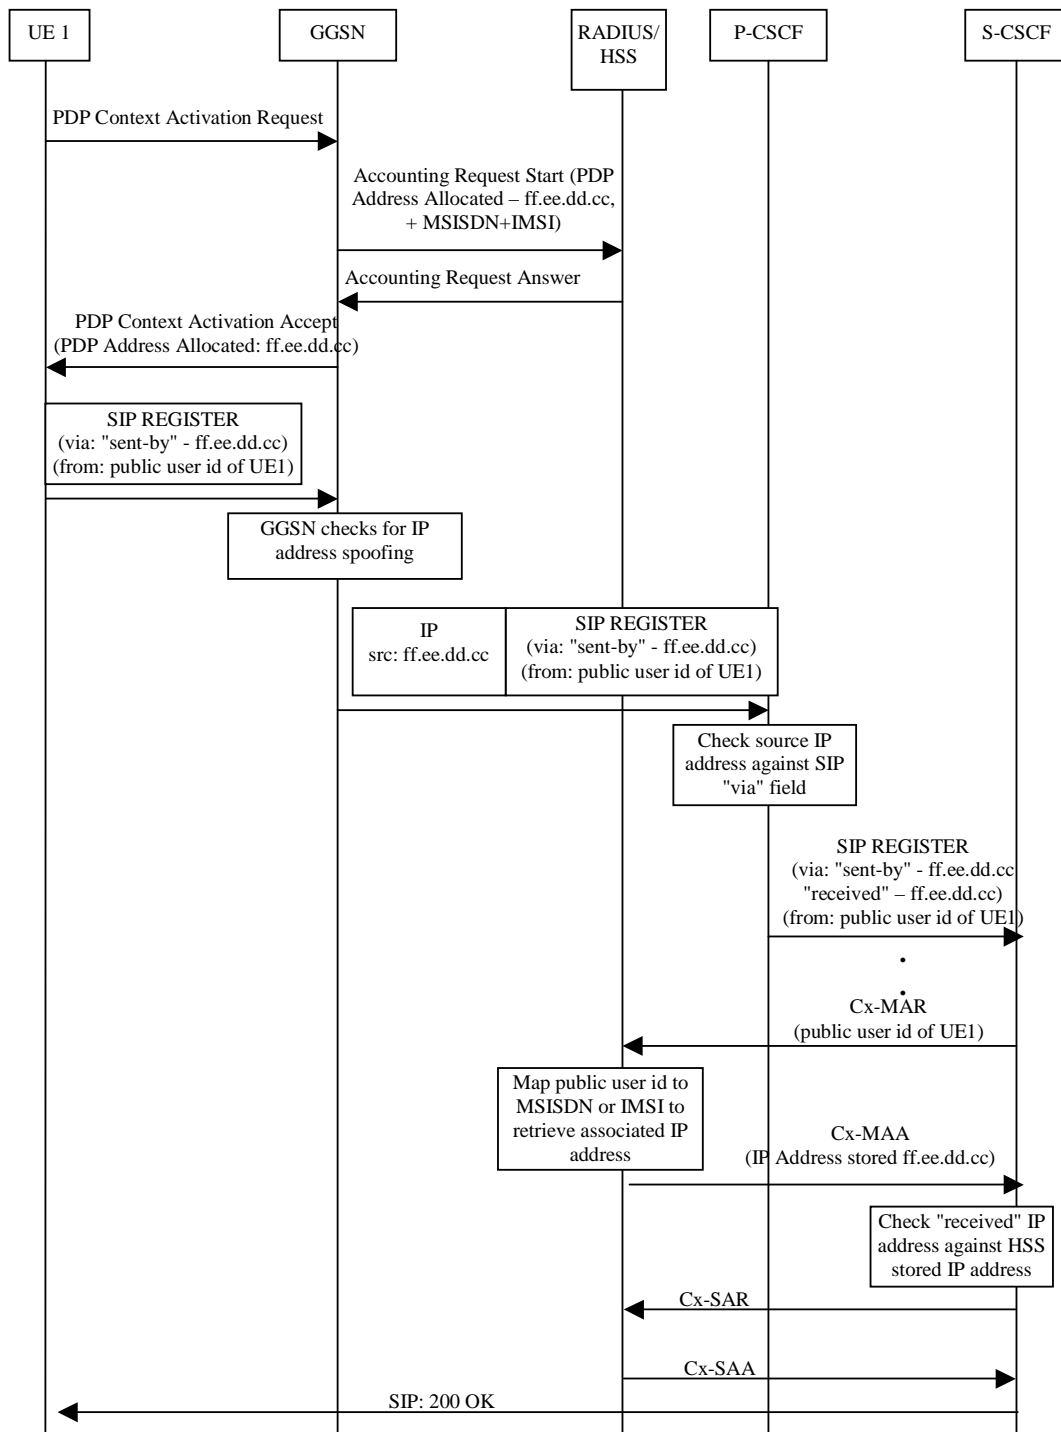 UE 1
GGSN
RADIUS/
HSS
P-CSCF
S-CSCF
PDP Context Activation Request
Accounting Request Start (PDP
Address Allocated – ff.ee.dd.cc,
+ MSISDN+IMSI)
Accounting Request Answer
PDP Context Activation Accept
(PDP Address Allocated: ff.ee.dd.cc)
SIP REGISTER
(via: "sent-by" - ff.ee.dd.cc)
(from: public user id of UE1)
GGSN checks for IP
address spoofing
IP
src: ff.ee.dd.cc
SIP REGISTER
(via: "sent-by" - ff.ee.dd.cc)
(from: public user id of UE1)
Check source IP
address against SIP
"via" field
SIP REGISTER
(via: "sent-by" - ff.ee.dd.cc
"received" – ff.ee.dd.cc)
(from: public user id of UE1)
.
.
Cx-MAR
(public user id of UE1)
Map public user id to
MSISDN or IMSI to
retrieve associated IP
address
Cx-MAA
(IP Address stored ff.ee.dd.cc)
Check "received" IP
address against HSS
stored IP address
Cx-SAR
Cx-SAA
SIP: 200 OK